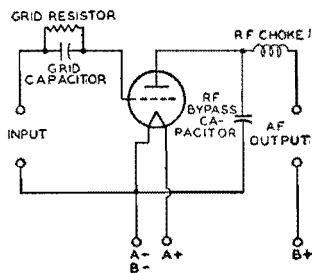 GRID RESISTOR
GRID
CAPACITOR
RF CHOKE
RF
BYPASS
CA-
PACITOR
INPUT
AF
OUTPUT
A-
B-
A+
B+